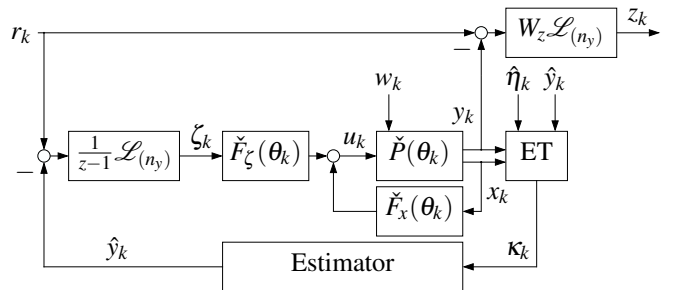 r_k
−
W_z ℒ_(n_y)
z_k
w_k
y_k
η̂_k
ŷ_k
−
1/(z−1) ℒ_(n_y)
ζ_k
F̌_ζ(θ_k)
u_k
P̌(θ_k)
ET
F̌_x(θ_k)
x_k
ŷ_k
Estimator
κ_k